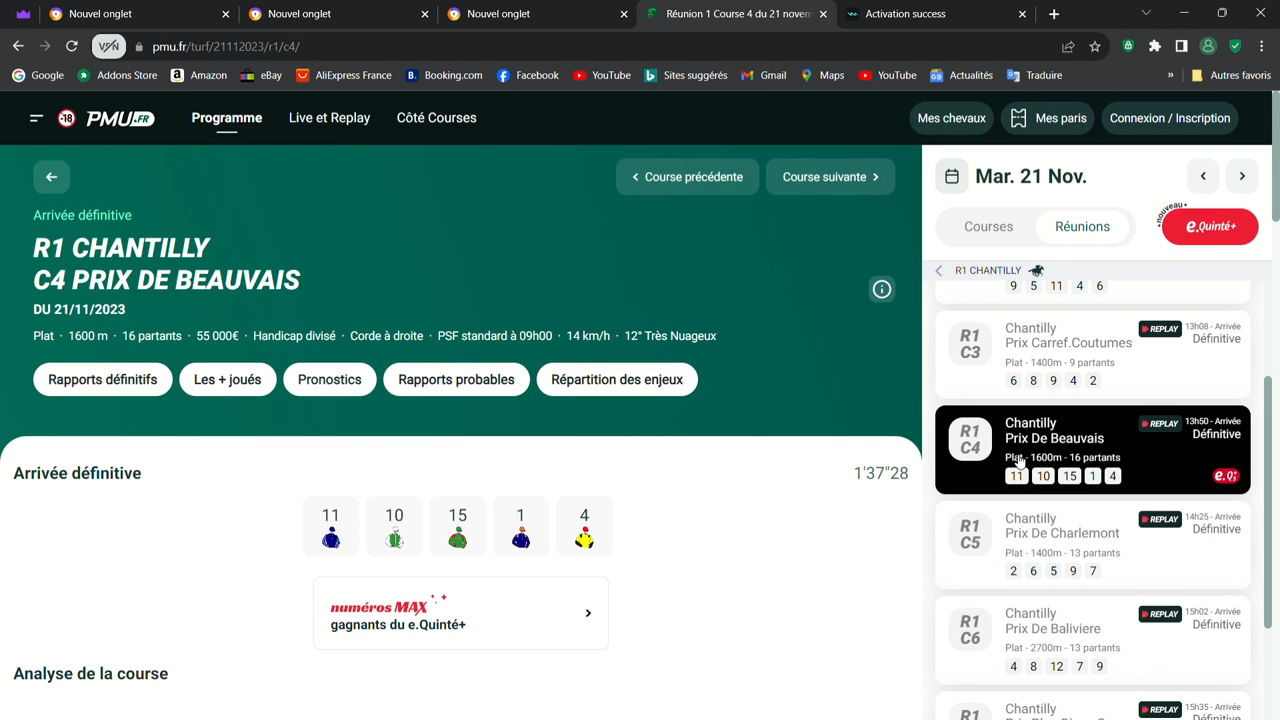 Nouvel onglet
Nouvel onglet
Nouvel onglet
Réunion 1 Course 4 du 21 novem
Activation success
VPN
pmu.fr/turf/21112023/r1/c4/
Google
Addons Store
Amazon
eBay
AliExpress France
Booking.com
Facebook
YouTube
Sites suggérés
Gmail
Maps
YouTube
Actualités
Traduire
»
Autres favoris
-18
PMU.FR
Programme
Live et Replay
Côté Courses
Mes chevaux
Mes paris
Connexion / Inscription
Course précédente
Course suivante
Arrivée définitive
R1 CHANTILLY
C4 PRIX DE BEAUVAIS
DU 21/11/2023
Plat · 1600 m · 16 partants · 55 000€ · Handicap divisé · Corde à droite · PSF standard à 09h00 · 14 km/h · 12° Très Nuageux
Rapports définitifs
Les + joués
Pronostics
Rapports probables
Répartition des enjeux
Arrivée définitive
1'37"28
11 10 15 1 4
numéros MAX
gagnants du e.Quinté+
Analyse de la course
Mar. 21 Nov.
Courses
Réunions
nouveau
e.Quinté+
R1 CHANTILLY
9 5 11 4 6
R1
C3
Chantilly
Prix Carref.Coutumes
Plat - 1400m - 9 partants
6 8 9 4 2
REPLAY
13h08 - Arrivée
Définitive
R1
C4
Chantilly
Prix De Beauvais
Plat - 1600m - 16 partants
11 10 15 1 4
REPLAY
13h50 - Arrivée
Définitive
e.Q+
R1
C5
Chantilly
Prix De Charlemont
Plat - 1400m - 13 partants
2 6 5 9 7
REPLAY
14h25 - Arrivée
Définitive
R1
C6
Chantilly
Prix De Baliviere
Plat - 2700m - 13 partants
4 8 12 7 9
REPLAY
15h02 - Arrivée
Définitive
R1
Chantilly
REPLAY
15h35 - Arrivée